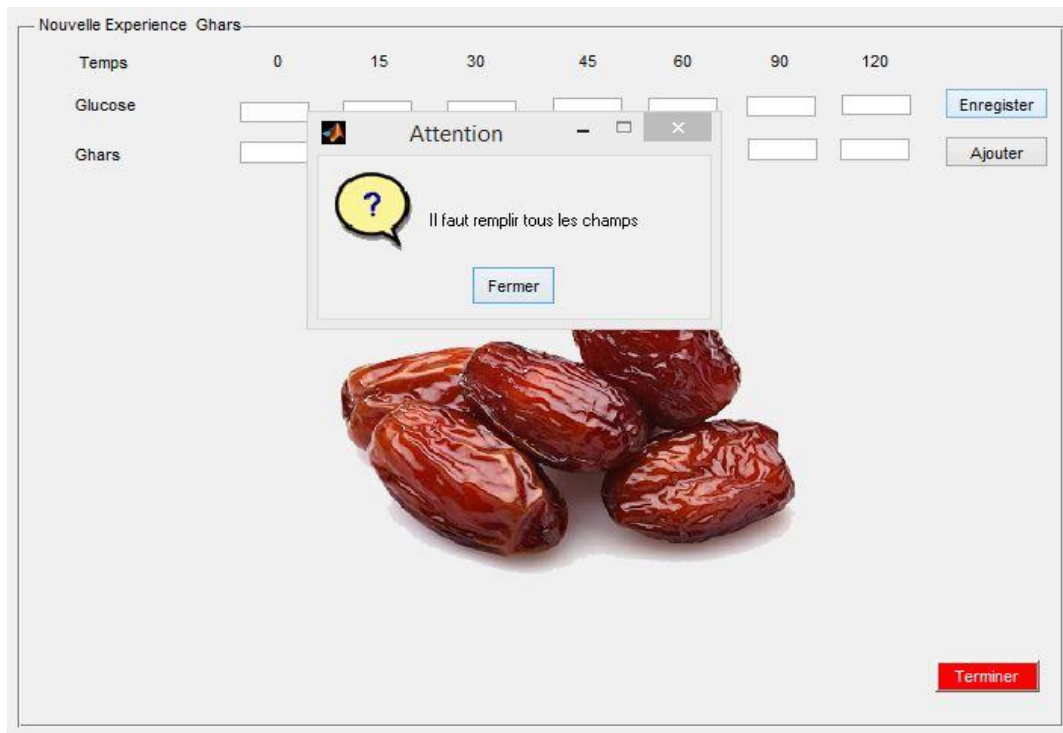 Nouvelle Experience Ghars
Temps 0 15 30 45 60 90 120
Glucose Enregister
Attention
Ghars Ajouter
?
Il faut remplir tous les champs
Fermer
Terminer